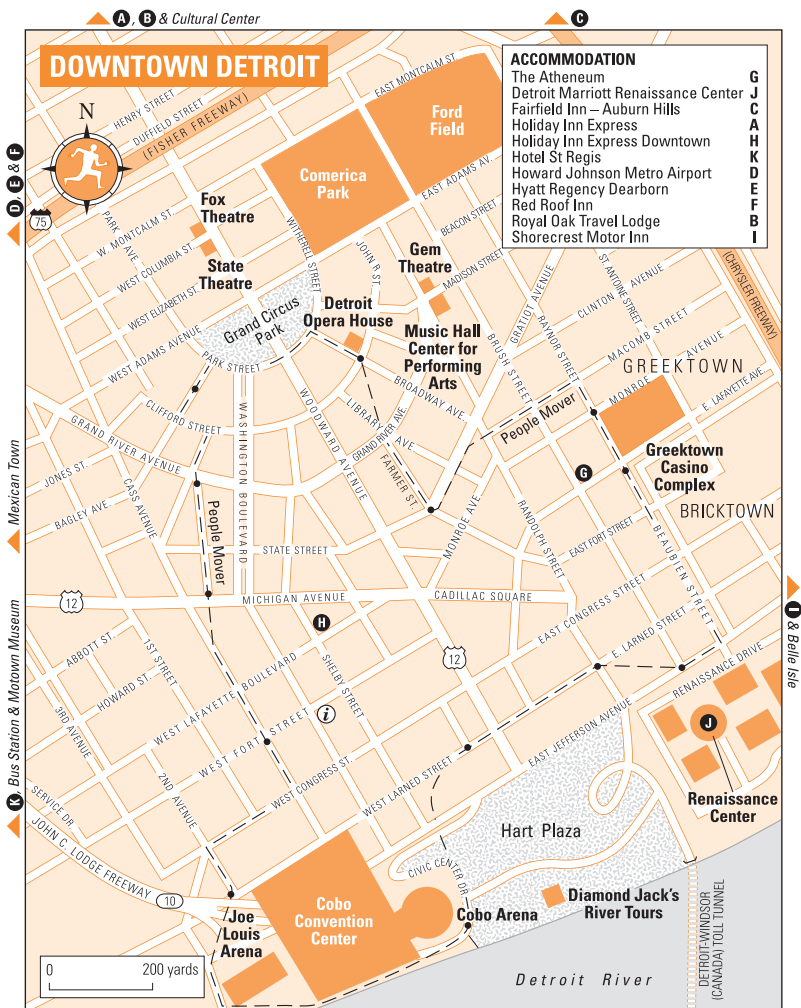 A, B & Cultural Center
C
DOWNTOWN DETROIT
ACCOMMODATION
The Atheneum G
Detroit Marriott Renaissance Center J
Fairfield Inn – Auburn Hills C
Holiday Inn Express A
Holiday Inn Express Downtown H
Hotel St Regis K
Howard Johnson Metro Airport D
Hyatt Regency Dearborn E
Red Roof Inn F
Royal Oak Travel Lodge B
Shorecrest Motor Inn I
N
D, E & F
75
Mexican Town
K, Bus Station & Motown Museum
I & Belle Isle
HENRY STREET
DUFFIELD STREET
(FISHER FREEWAY)
EAST MONTCALM ST
Ford
Field
Comerica
Park
EAST ADAMS AV.
BEACON STREET
Fox
Theatre
PARK AVE
W. MONTCALM ST.
WEST COLUMBIA ST
State
Theatre
WEST ELIZABETH ST
WITHERELL STREET
JOHN R ST
Gem
Theatre
MADISON STREET
GRATIOT AVENUE
ST. ANTOINE STREET
CLINTON AVENUE
(CHRYSLER FREEWAY)
Grand Circus
Park
Detroit
Opera House
Music Hall
Center for
Performing
Arts
WEST ADAMS AVENUE
PARK STREET
BRUSH STREET
RAYNOR STREET
MACOMB STREET
MONROE AVENUE
GREEKTOWN
E. LAFAYETTE AVE.
CLIFFORD STREET
GRAND RIVER AVENUE
WASHINGTON BOULEVARD
WOODWARD AVENUE
LIBRARY AVE
GRAND RIVER AVE
BROADWAY AVE.
People Mover
FARMER ST.
Greektown
Casino
Complex
G
JONES ST.
CASS AVENUE
BAGLEY AVE.
People Mover
STATE STREET
MONROE AVE
RANDOLPH STREET
EAST FORT STREET
BRICKTOWN
BEAUBIEN STREET
12
MICHIGAN AVENUE
CADILLAC SQUARE
H
EAST CONGRESS STREET
E. LARNED STREET
12
ABBOTT ST.
1ST STREET
HOWARD ST.
3RD AVENUE
WEST LAFAYETTE BOULEVARD
SHELBY STREET
i
WEST FORT STREET
RENAISSANCE DRIVE
J
EAST JEFFERSON AVENUE
2ND AVENUE
WEST CONGRESS ST.
WEST LARNED STREET
Renaissance
Center
SERVICE DR
JOHN C. LODGE FREEWAY
10
Hart Plaza
CIVIC CENTER DR
Joe
Louis
Arena
Cobo
Convention
Center
Cobo Arena
Diamond Jack's
River Tours
DETROIT-WINDSOR
(CANADA) TOLL TUNNEL
0 200 yards
Detroit River